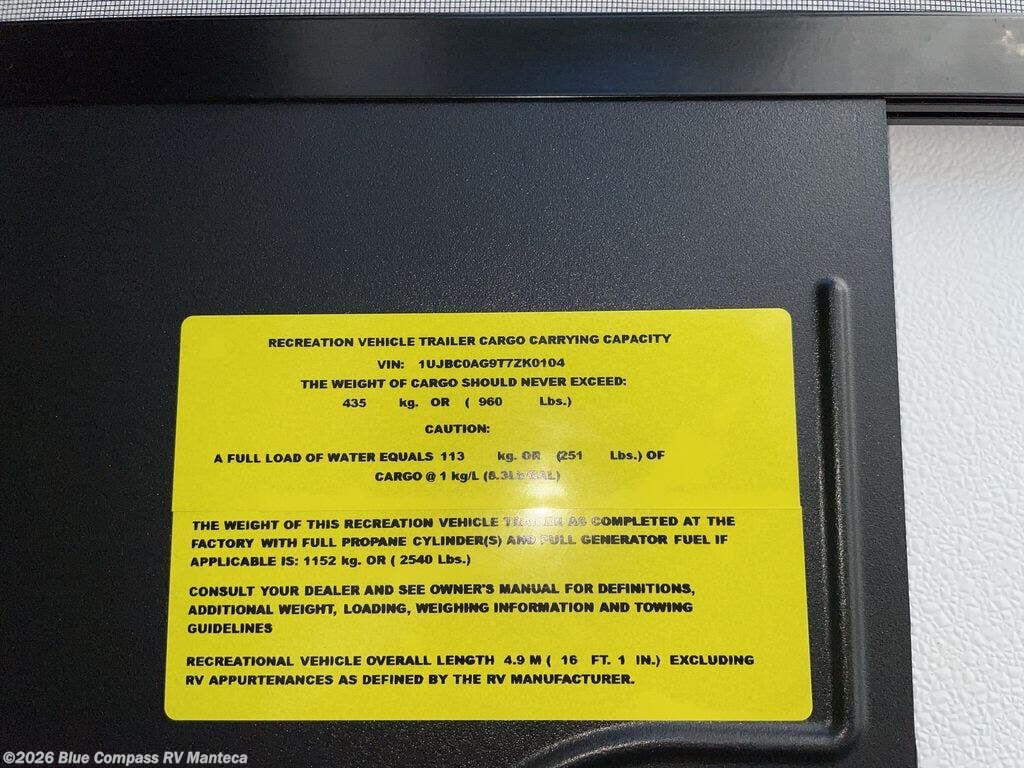 RECREATION VEHICLE TRAILER CARGO CARRYING CAPACITY
VIN: 1UJBC0AG9T7ZK0104
THE WEIGHT OF CARGO SHOULD NEVER EXCEED:
435 kg. OR ( 960 Lbs.)
CAUTION:
A FULL LOAD OF WATER EQUALS 113 kg. OR (251 Lbs.) OF
CARGO @ 1 kg/L (8.3Lb/GAL)
THE WEIGHT OF THIS RECREATION VEHICLE TRAILER AS COMPLETED AT THE
FACTORY WITH FULL PROPANE CYLINDER(S) AND FULL GENERATOR FUEL IF
APPLICABLE IS: 1152 kg. OR ( 2540 Lbs.)
CONSULT YOUR DEALER AND SEE OWNER'S MANUAL FOR DEFINITIONS,
ADDITIONAL WEIGHT, LOADING, WEIGHING INFORMATION AND TOWING
GUIDELINES
RECREATIONAL VEHICLE OVERALL LENGTH 4.9 M ( 16 FT. 1 IN.) EXCLUDING
RV APPURTENANCES AS DEFINED BY THE RV MANUFACTURER.
©2026 Blue Compass RV Manteca